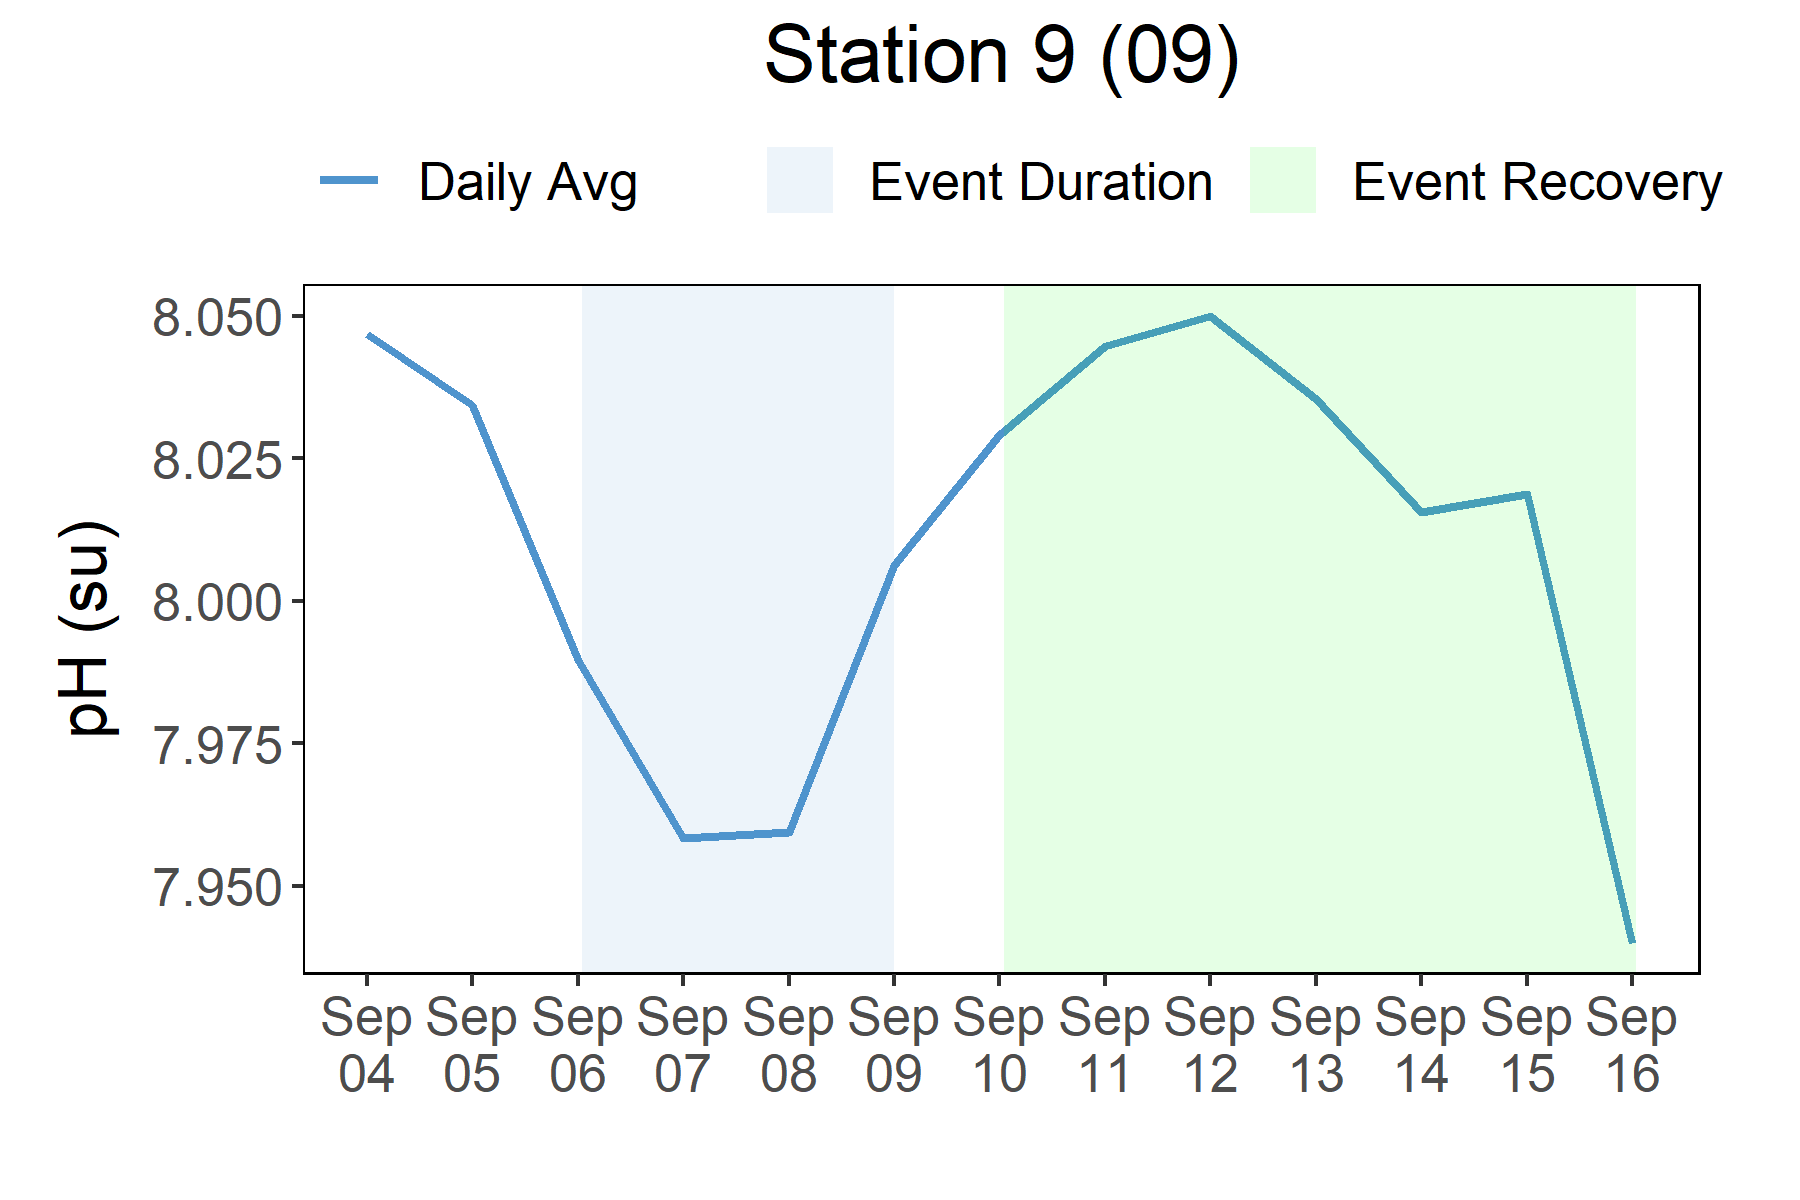 Station 9 (09)
Daily Avg Event Duration Event Recovery
pH (su)
8.050
8.025
8.000
7.975
7.950
Sep Sep Sep Sep Sep Sep Sep Sep Sep Sep Sep Sep Sep
04 05 06 07 08 09 10 11 12 13 14 15 16